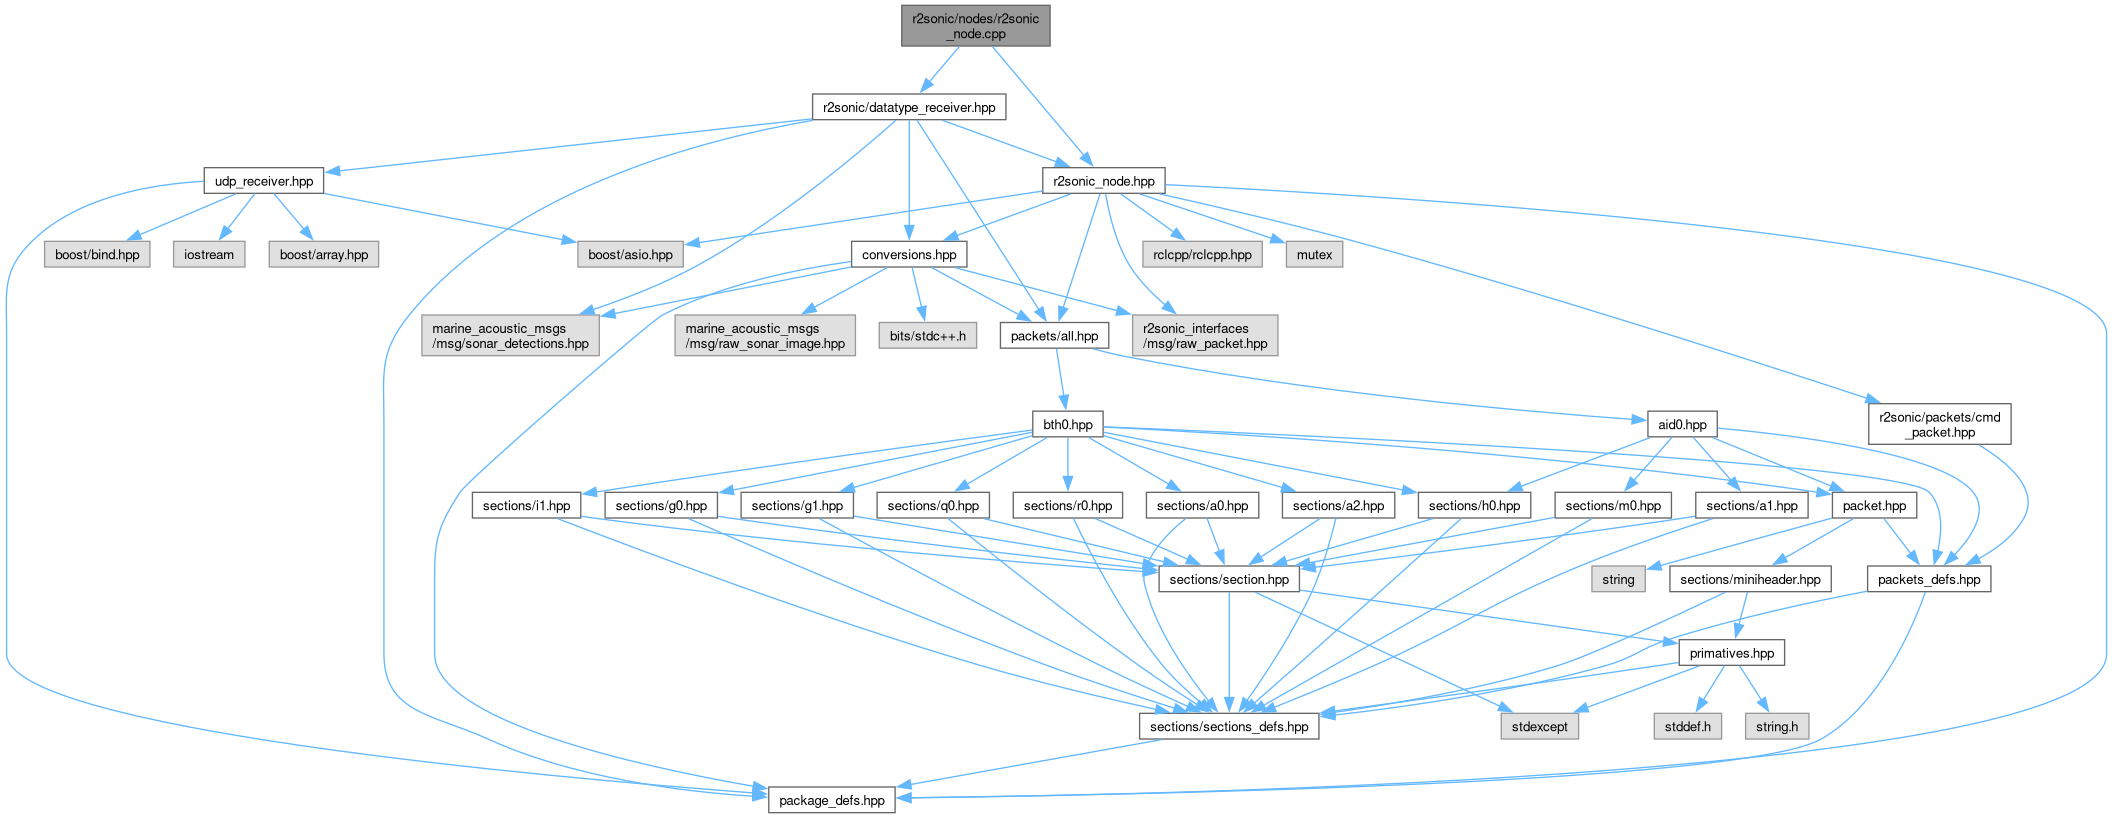 r2sonic/nodes/r2sonic
_node.cpp
r2sonic/datatype_receiver.hpp
udp_receiver.hpp
r2sonic_node.hpp
boost/bind.hpp
iostream
boost/array.hpp
boost/asio.hpp
conversions.hpp
rclcpp/rclcpp.hpp
mutex
marine_acoustic_msgs
/msg/sonar_detections.hpp
marine_acoustic_msgs
/msg/raw_sonar_image.hpp
bits/stdc++.h
packets/all.hpp
r2sonic_interfaces
/msg/raw_packet.hpp
bth0.hpp
aid0.hpp
r2sonic/packets/cmd
_packet.hpp
sections/i1.hpp
sections/g0.hpp
sections/g1.hpp
sections/q0.hpp
sections/r0.hpp
sections/a0.hpp
sections/a2.hpp
sections/h0.hpp
sections/m0.hpp
sections/a1.hpp
packet.hpp
sections/section.hpp
string
sections/miniheader.hpp
packets_defs.hpp
primatives.hpp
sections/sections_defs.hpp
stdexcept
stddef.h
string.h
package_defs.hpp